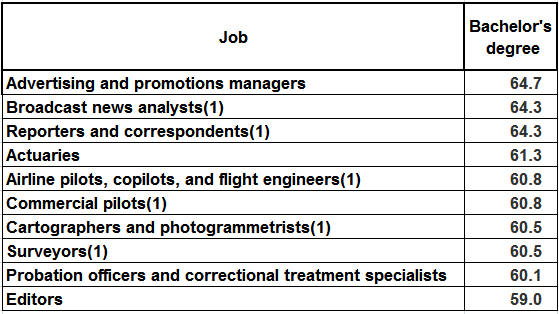 Job Bachelor's degree
Advertising and promotions managers 64.7
Broadcast news analysts(1) 64.3
Reporters and correspondents(1) 64.3
Actuaries 61.3
Airline pilots, copilots, and flight engineers(1) 60.8
Commercial pilots(1) 60.8
Cartographers and photogrammetrists(1) 60.5
Surveyors(1) 60.5
Probation officers and correctional treatment specialists 60.1
Editors 59.0